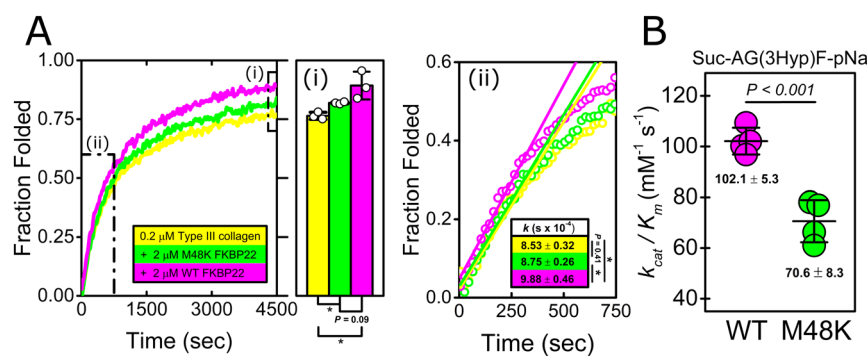 A
B
1.00
0.75
0.50
0.25
0.00
Fraction Folded
(i)
(ii)
0.2 μM Type III collagen
+ 2 μM M48K FKBP22
+ 2 μM WT FKBP22
0 1500 3000 4500
Time (sec)
(i)
*
P = 0.09
*
(ii)
0.6
0.4
0.2
0.0
Fraction Folded
k (s x 10⁻⁴)
8.53 ± 0.32
8.75 ± 0.26
9.88 ± 0.46
P = 0.41
*
*
0 250 500 750
Time (sec)
Suc-AG(3Hyp)F-pNa
P < 0.001
120
100
80
60
kcat / Km (mM⁻¹ s⁻¹)
102.1 ± 5.3
70.6 ± 8.3
WT M48K